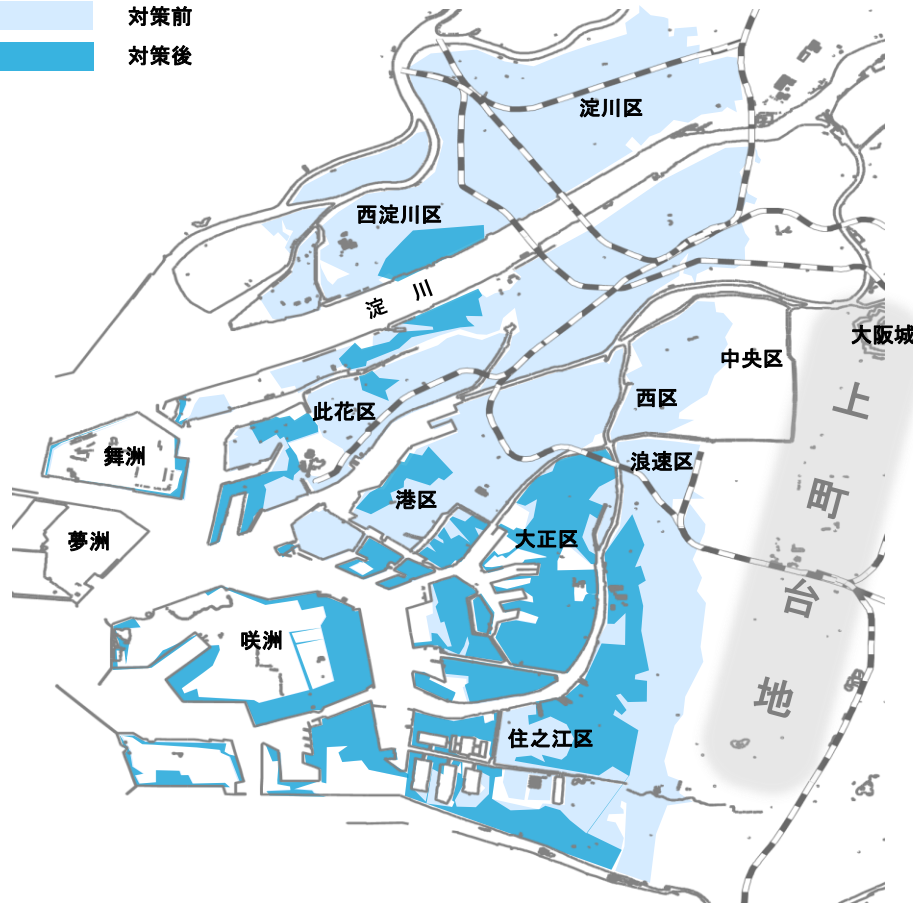 対策前
対策後
淀川区
西淀川区
淀川
大阪城
中央区
西区
上町台地
此花区
舞洲
浪速区
港区
夢洲
大正区
咲洲
住之江区